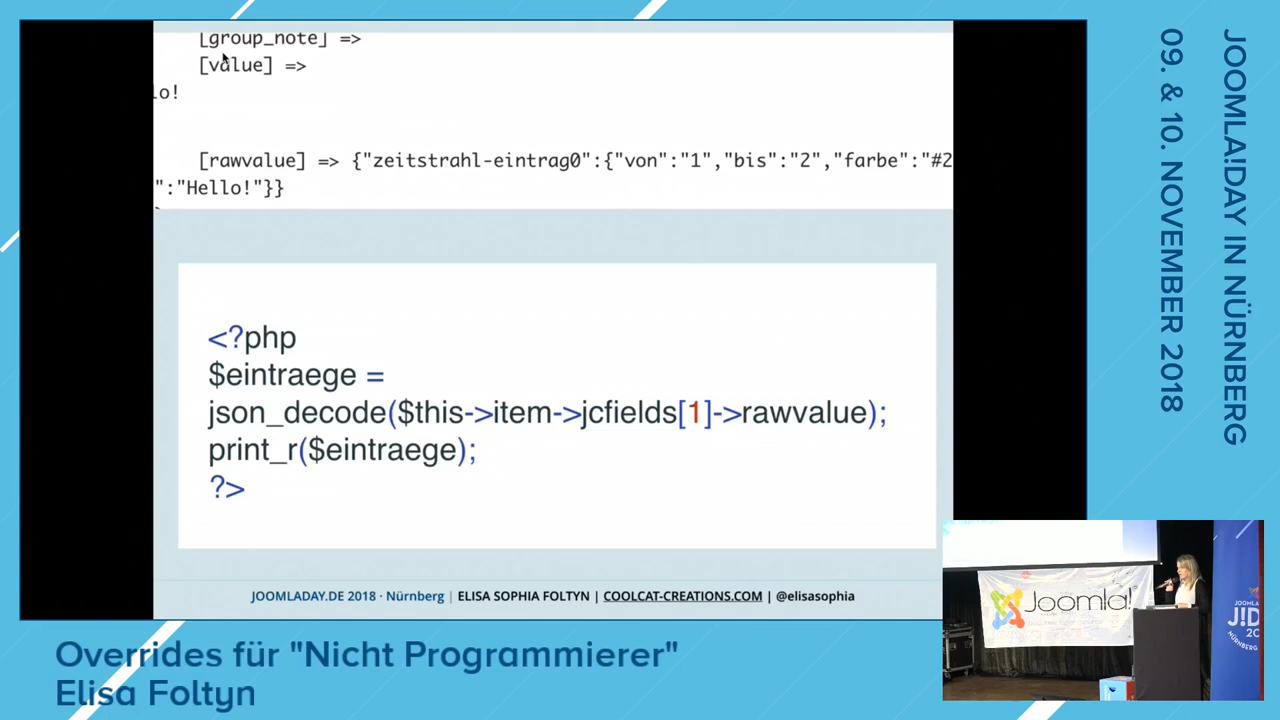 [group_note] =>
[value] =>
lo!
[rawvalue] => {"zeitstrahl-eintrag0":{"von":"1","bis":"2","farbe":"#2
":"Hello!"}}
<?php
$eintraege =
json_decode($this->item->jcfields[1]->rawvalue);
print_r($eintraege);
?>
JOOMLADAY.DE 2018 · Nürnberg | ELISA SOPHIA FOLTYN | COOLCAT-CREATIONS.COM | @elisasophia
JOOMLA!DAY IN NÜRNBERG
09. & 10. NOVEMBER 2018
Joomla!
Overrides für "Nicht Programmierer"
Elisa Foltyn